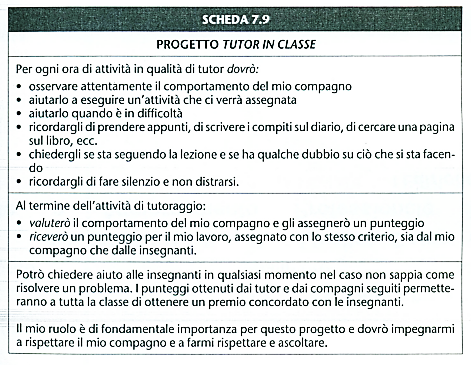 SCHEDA 7.9
PROGETTO TUTOR IN CLASSE
Per ogni ora di attività in qualità di tutor dovrò:
• osservare attentamente il comportamento del mio compagno
• aiutarlo a eseguire un'attività che ci verrà assegnata
• aiutarlo quando è in difficoltà
• ricordargli di prendere appunti, di scrivere i compiti sul diario, di cercare una pagina
sul libro, ecc.
• chiedergli se sta seguendo la lezione e se ha qualche dubbio su ciò che si sta facen-
do
• ricordargli di fare silenzio e non distrarsi.
Al termine dell'attività di tutoraggio:
• valuterò il comportamento del mio compagno e gli assegnerò un punteggio
• riceverò un punteggio per il mio lavoro, assegnato con lo stesso criterio, sia dal mio
compagno che dalle insegnanti.
Potrò chiedere aiuto alle insegnanti in qualsiasi momento nel caso non sappia come
risolvere un problema. I punteggi ottenuti dai tutor e dai compagni seguiti permette-
ranno a tutta la classe di ottenere un premio concordato con le insegnanti.
Il mio ruolo è di fondamentale importanza per questo progetto e dovrò impegnarmi
a rispettare il mio compagno e a farmi rispettare e ascoltare.